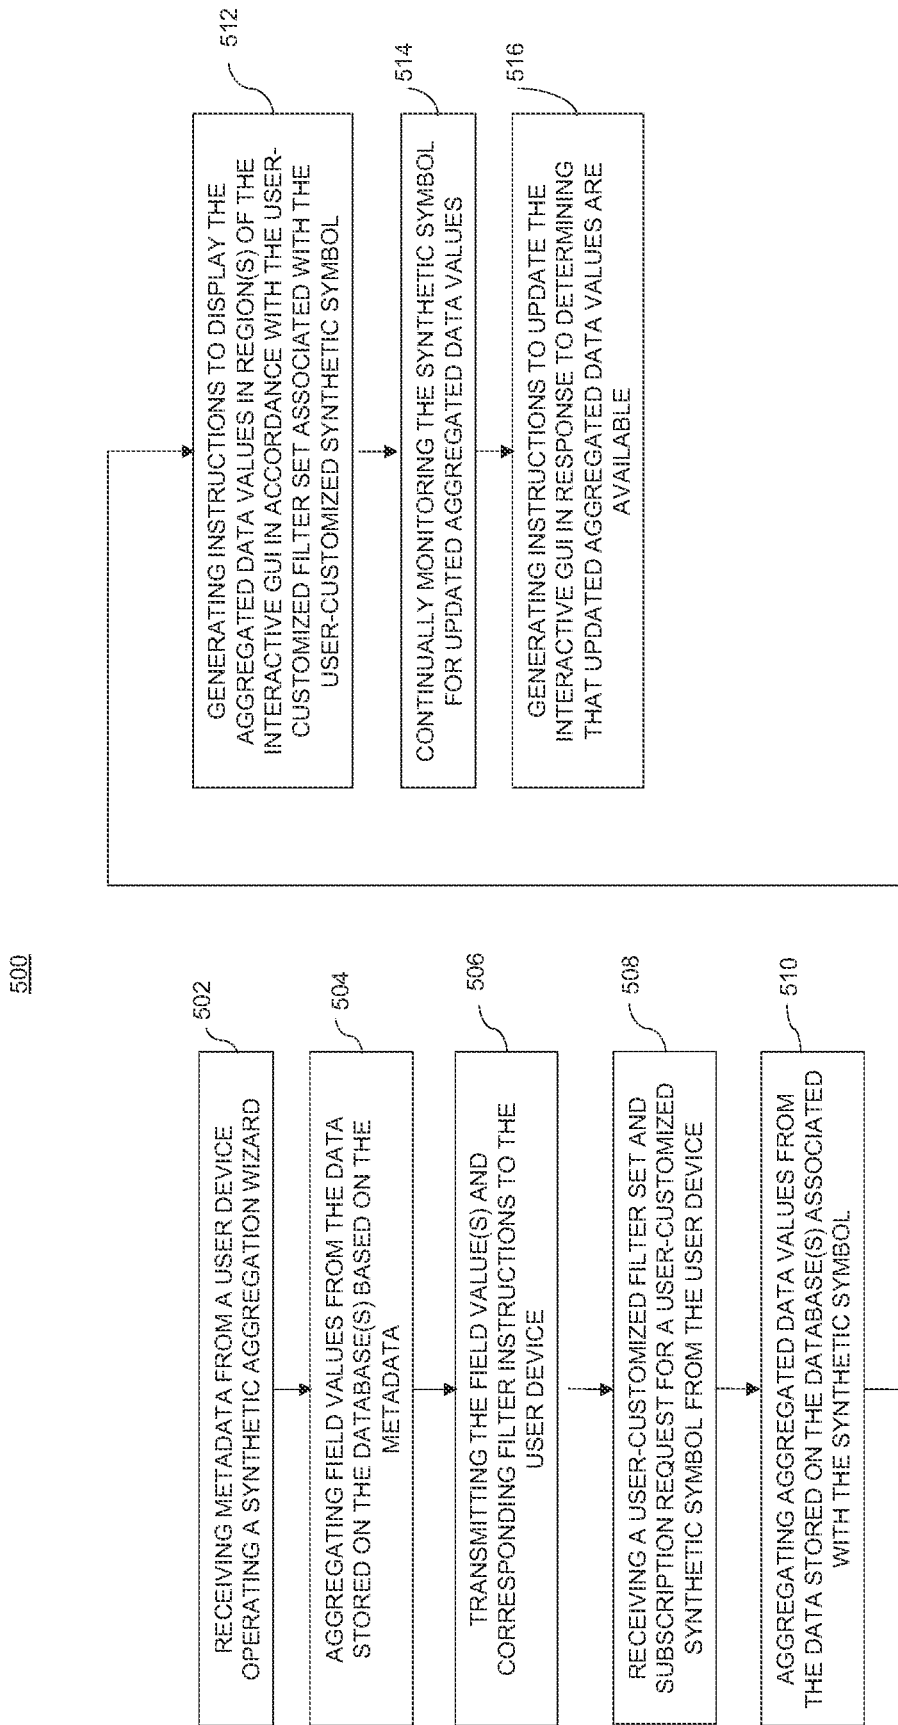 500
RECEIVING METADATA FROM A USER DEVICE
OPERATING A SYNTHETIC AGGREGATION WIZARD
502
AGGREGATING FIELD VALUES FROM THE DATA
STORED ON THE DATABASE(S) BASED ON THE
METADATA
504
TRANSMITTING THE FIELD VALUE(S) AND
CORRESPONDING FILTER INSTRUCTIONS TO THE
USER DEVICE
506
RECEIVING A USER-CUSTOMIZED FILTER SET AND
SUBSCRIPTION REQUEST FOR A USER-CUSTOMIZED
SYNTHETIC SYMBOL FROM THE USER DEVICE
508
AGGREGATING AGGREGATED DATA VALUES FROM
THE DATA STORED ON THE DATABASE(S) ASSOCIATED
WITH THE SYNTHETIC SYMBOL
510
GENERATING INSTRUCTIONS TO DISPLAY THE
AGGREGATED DATA VALUES IN REGION(S) OF THE
INTERACTIVE GUI IN ACCORDANCE WITH THE USER-
CUSTOMIZED FILTER SET ASSOCIATED WITH THE
USER-CUSTOMIZED SYNTHETIC SYMBOL
512
CONTINUALLY MONITORING THE SYNTHETIC SYMBOL
FOR UPDATED AGGREGATED DATA VALUES
514
GENERATING INSTRUCTIONS TO UPDATE THE
INTERACTIVE GUI IN RESPONSE TO DETERMINING
THAT UPDATED AGGREGATED DATA VALUES ARE
AVAILABLE
516